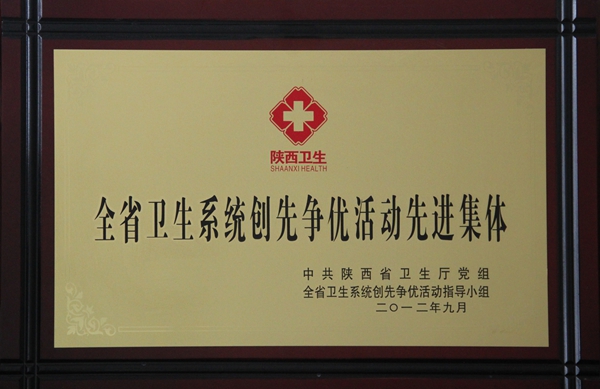 陕西卫生
SHAANXI HEALTH
全省卫生系统创先争优活动先进集体
中共陕西省卫生厅党组
全省卫生系统创先争优活动指导小组
二〇一二年九月